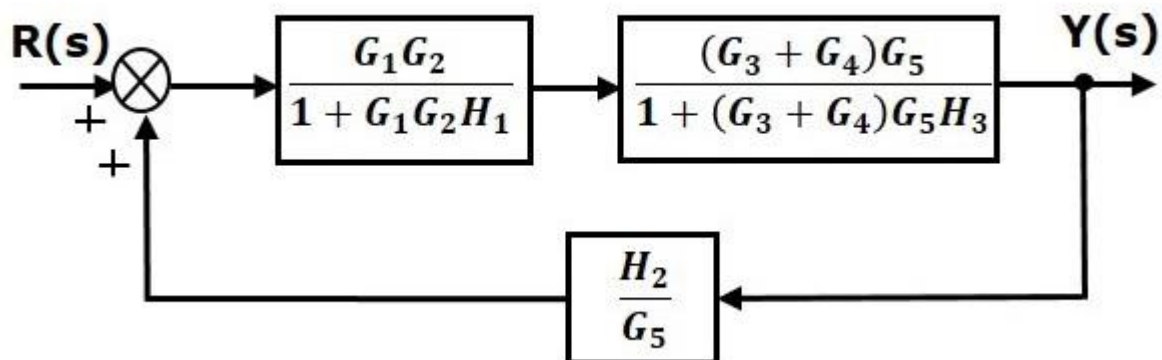 R(s)
+
+
G₁G₂
1 + G₁G₂H₁
(G₃ + G₄)G₅
1 + (G₃ + G₄)G₅H₃
Y(s)
H₂
G₅